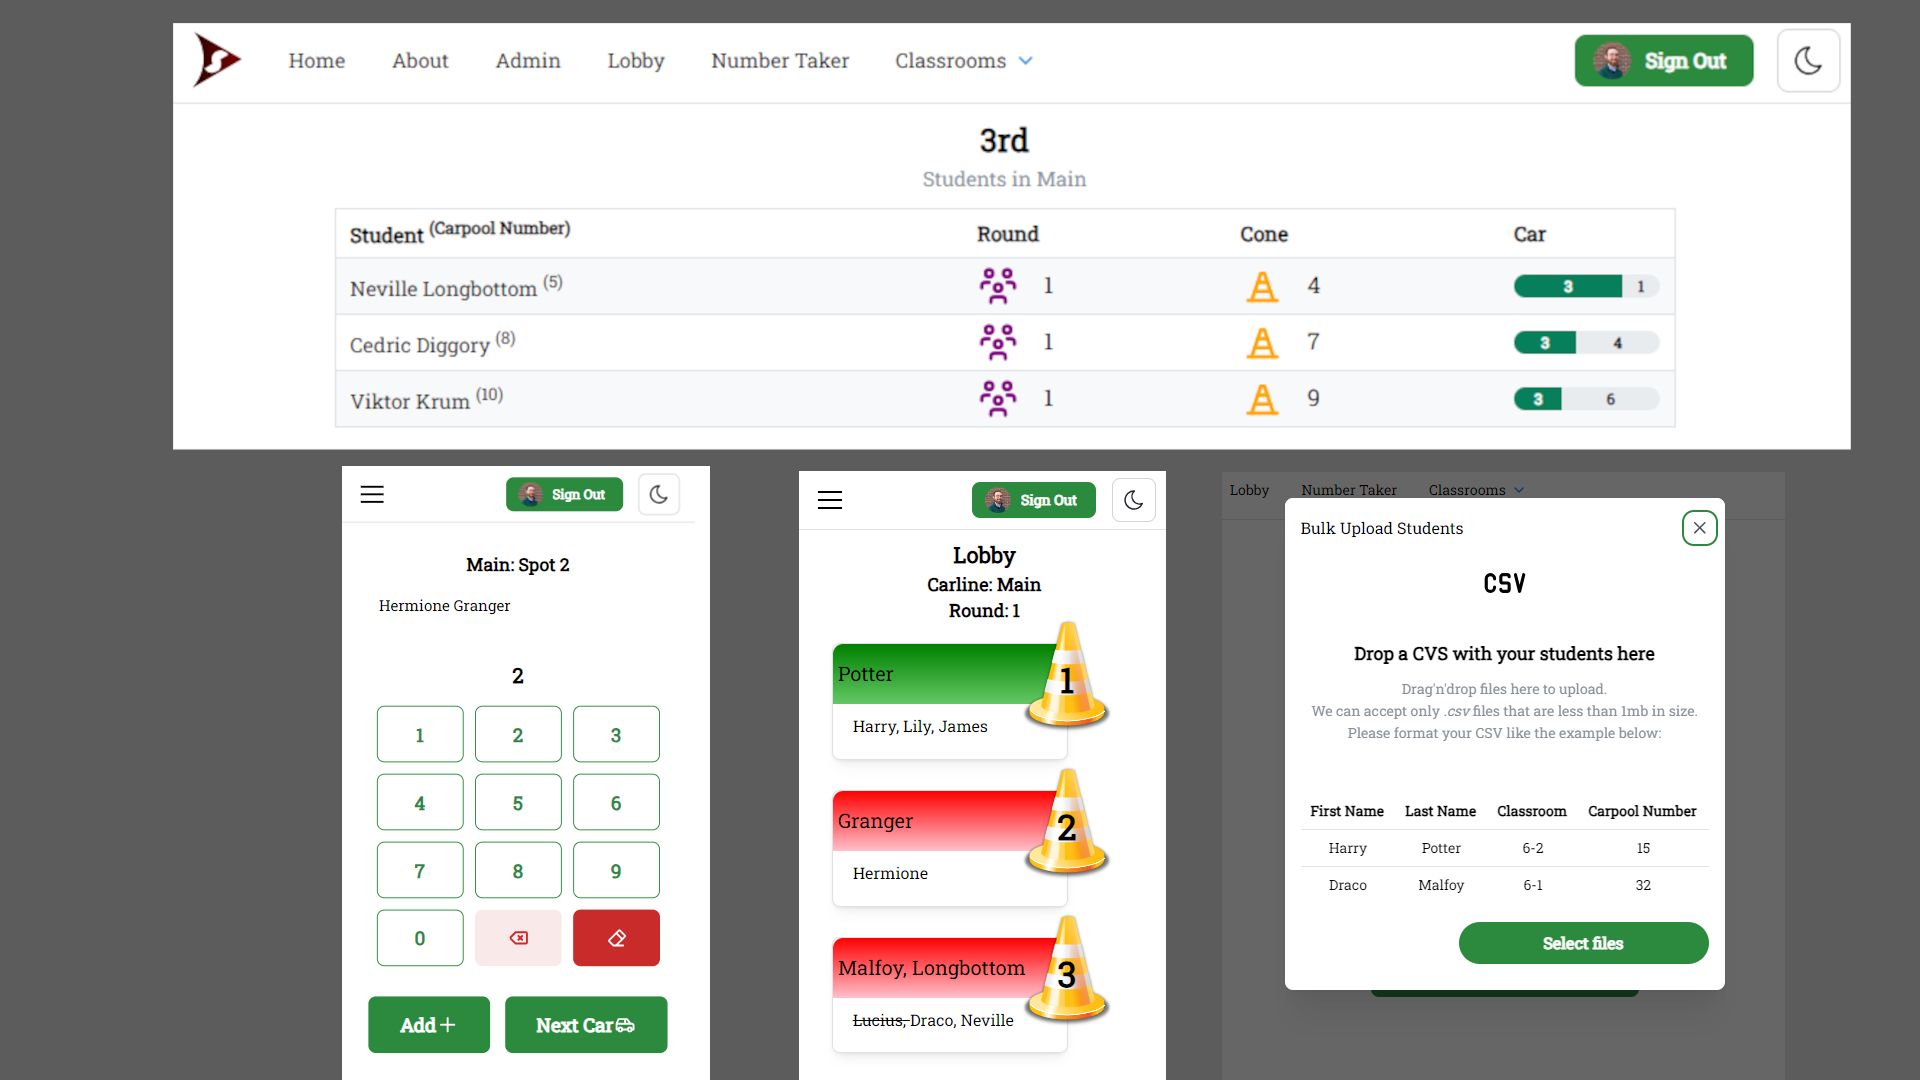 Home About Admin Lobby Number Taker Classrooms Sign Out
3rd
Students in Main
Student (Carpool Number) Round Cone Car
Neville Longbottom (5) 1 4 3 1
Cedric Diggory (8) 1 7 3 4
Viktor Krum (10) 1 9 3 6
Sign Out
Main: Spot 2
Hermione Granger
2
1 2 3
4 5 6
7 8 9
0
Add Next Car
Sign Out
Lobby
Carline: Main
Round: 1
Potter
1
Harry, Lily, James
Granger
2
Hermione
Malfoy, Longbottom
3
Lucius, Draco, Neville
Lobby Number Taker Classrooms
Bulk Upload Students
CSV
Drop a CVS with your students here
Drag'n'drop files here to upload.
We can accept only .csv files that are less than 1mb in size.
Please format your CSV like the example below:
First Name Last Name Classroom Carpool Number
Harry Potter 6-2 15
Draco Malfoy 6-1 32
Select files